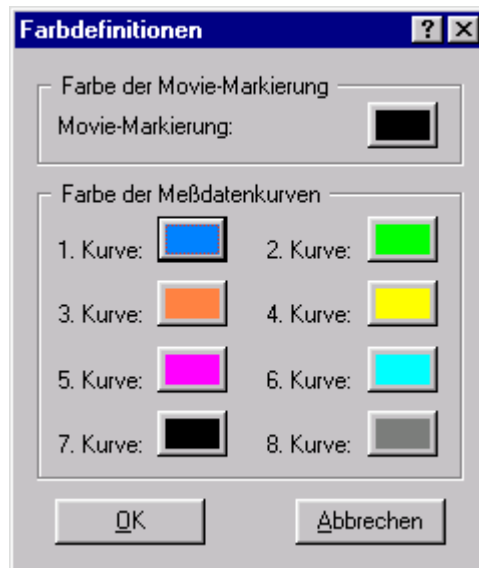 Farbdefinitionen
Farbe der Movie-Markierung
Movie-Markierung:
Farbe der Meßdatenkurven
1. Kurve: 2. Kurve:
3. Kurve: 4. Kurve:
5. Kurve: 6. Kurve:
7. Kurve: 8. Kurve:
OK Abbrechen